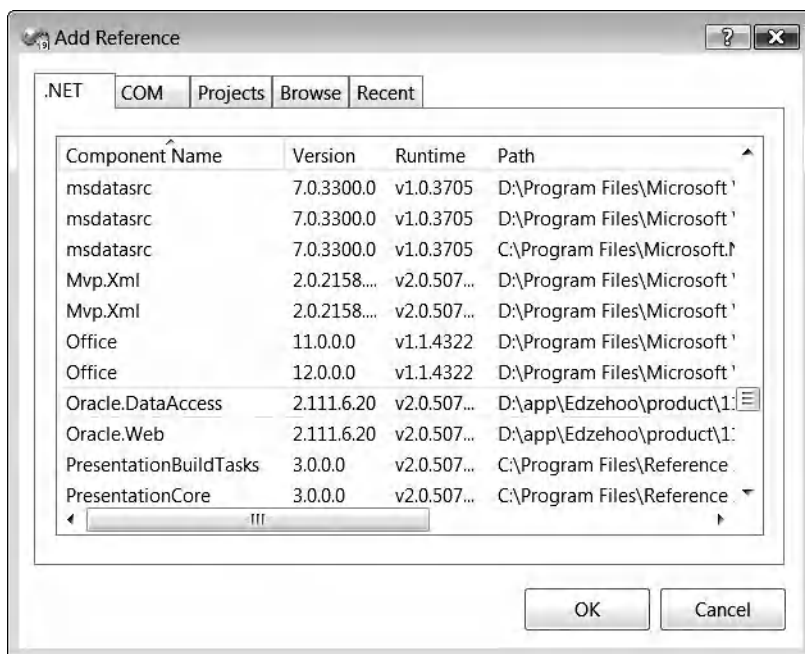 Add Reference
.NET COM Projects Browse Recent
Component Name Version Runtime Path
msdatasrc 7.0.3300.0 v1.0.3705 D:\Program Files\Microsoft
msdatasrc 7.0.3300.0 v1.0.3705 D:\Program Files\Microsoft
msdatasrc 7.0.3300.0 v1.0.3705 C:\Program Files\Microsoft.N
Mvp.Xml 2.0.2158.... v2.0.507... D:\Program Files\Microsoft
Mvp.Xml 2.0.2158.... v2.0.507... D:\Program Files\Microsoft
Office 11.0.0.0 v1.1.4322 D:\Program Files\Microsoft
Office 12.0.0.0 v1.1.4322 D:\Program Files\Microsoft
Oracle.DataAccess 2.111.6.20 v2.0.507... D:\app\Edzehoo\product\1
Oracle.Web 2.111.6.20 v2.0.507... D:\app\Edzehoo\product\1
PresentationBuildTasks 3.0.0.0 v2.0.507... C:\Program Files\Reference
PresentationCore 3.0.0.0 v2.0.507... C:\Program Files\Reference
OK Cancel